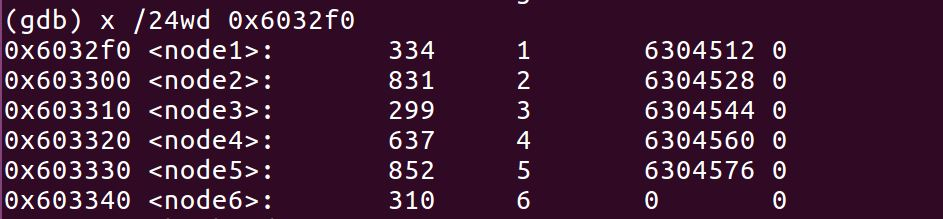 (gdb) x /24wd 0x6032f0
0x6032f0 <node1>: 334 1 6304512 0
0x603300 <node2>: 831 2 6304528 0
0x603310 <node3>: 299 3 6304544 0
0x603320 <node4>: 637 4 6304560 0
0x603330 <node5>: 852 5 6304576 0
0x603340 <node6>: 310 6 0 0